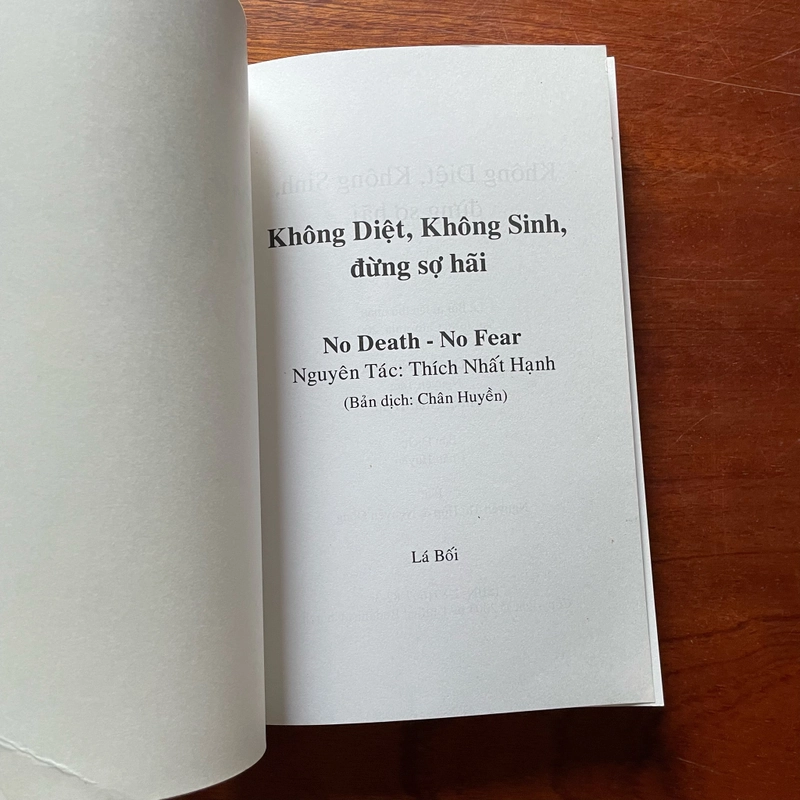 Không Diệt, Không Sinh,
đừng sợ hãi
No Death - No Fear
Nguyên Tác: Thích Nhất Hạnh
(Bản dịch: Chân Huyền)
Lá Bối